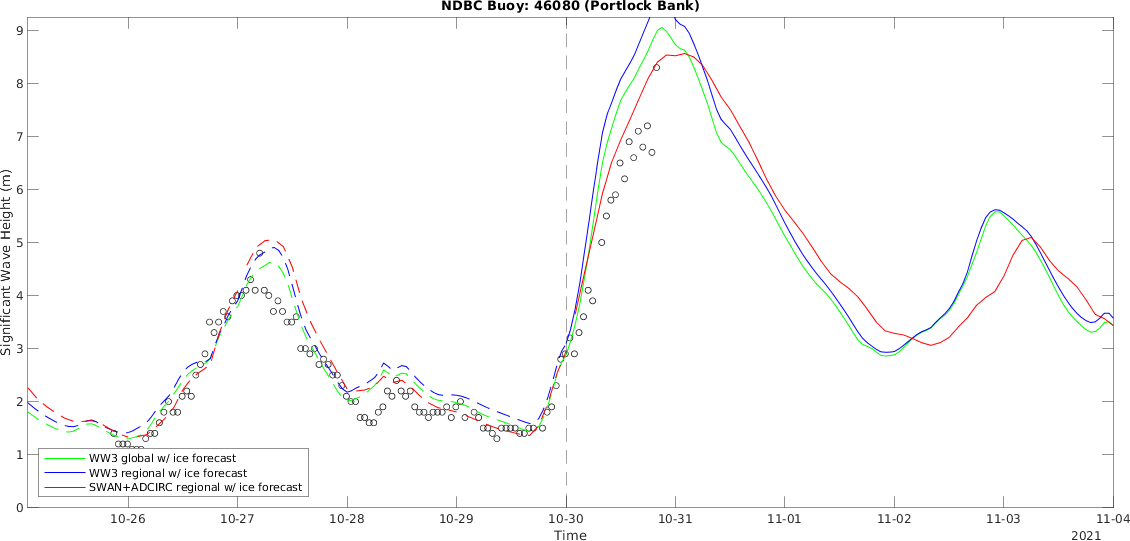 NDBC Buoy: 46080 (Portlock Bank)
Significant Wave Height (m)
9
8
7
6
5
4
3
2
1
0
WW3 global w/ ice forecast
WW3 regional w/ ice forecast
SWAN+ADCIRC regional w/ ice forecast
10-26 10-27 10-28 10-29 10-30 10-31 11-01 11-02 11-03 11-04
Time
2021